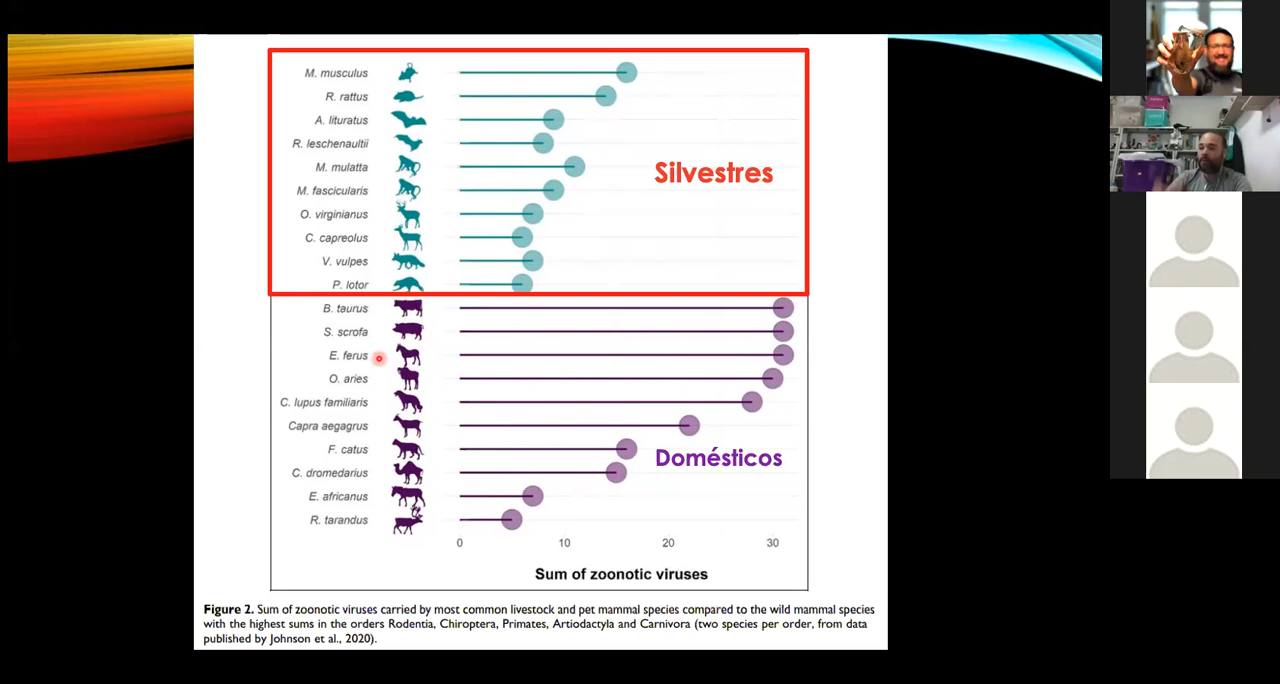 M. musculus
R. rattus
A. lituratus
R. leschenaultii
M. mulatta
Silvestres
M. fascicularis
O. virginianus
C. capreolus
V. vulpes
P. lotor
B. taurus
S. scrofa
E. ferus
O. aries
C. lupus familiaris
Capra aegagrus
F. catus
Domésticos
C. dromedarius
E. africanus
R. tarandus
0 10 20 30
Sum of zoonotic viruses
Figure 2. Sum of zoonotic viruses carried by most common livestock and pet mammal species compared to the wild mammal species
with the highest sums in the orders Rodentia, Chiroptera, Primates, Artiodactyla and Carnivora (two species per order, from data
published by Johnson et al., 2020).